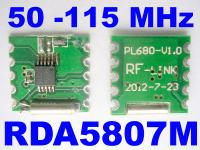 50 -115 MHz
PL680-V1.0
RF-LINK
2012-7-23
RDA5807M